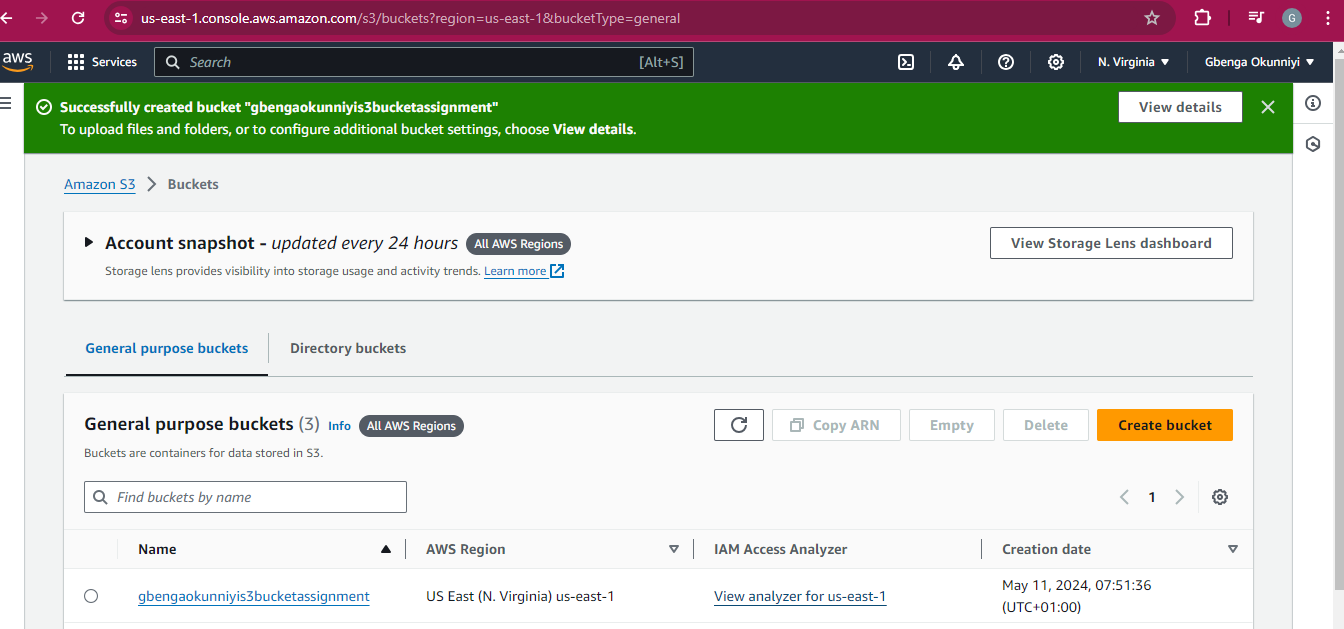 us-east-1.console.aws.amazon.com/s3/buckets?region=us-east-1&bucketType=general
G
aws
Services
Search
[Alt+S]
N. Virginia
Gbenga Okunniyi
Successfully created bucket "gbengaokunniyis3bucketassignment"
To upload files and folders, or to configure additional bucket settings, choose View details.
View details
Amazon S3
Buckets
Account snapshot - updated every 24 hours
All AWS Regions
Storage lens provides visibility into storage usage and activity trends. Learn more
View Storage Lens dashboard
General purpose buckets
Directory buckets
General purpose buckets (3) Info
All AWS Regions
Buckets are containers for data stored in S3.
Copy ARN
Empty
Delete
Create bucket
Find buckets by name
1
Name
AWS Region
IAM Access Analyzer
Creation date
gbengaokunniyis3bucketassignment
US East (N. Virginia) us-east-1
View analyzer for us-east-1
May 11, 2024, 07:51:36
(UTC+01:00)